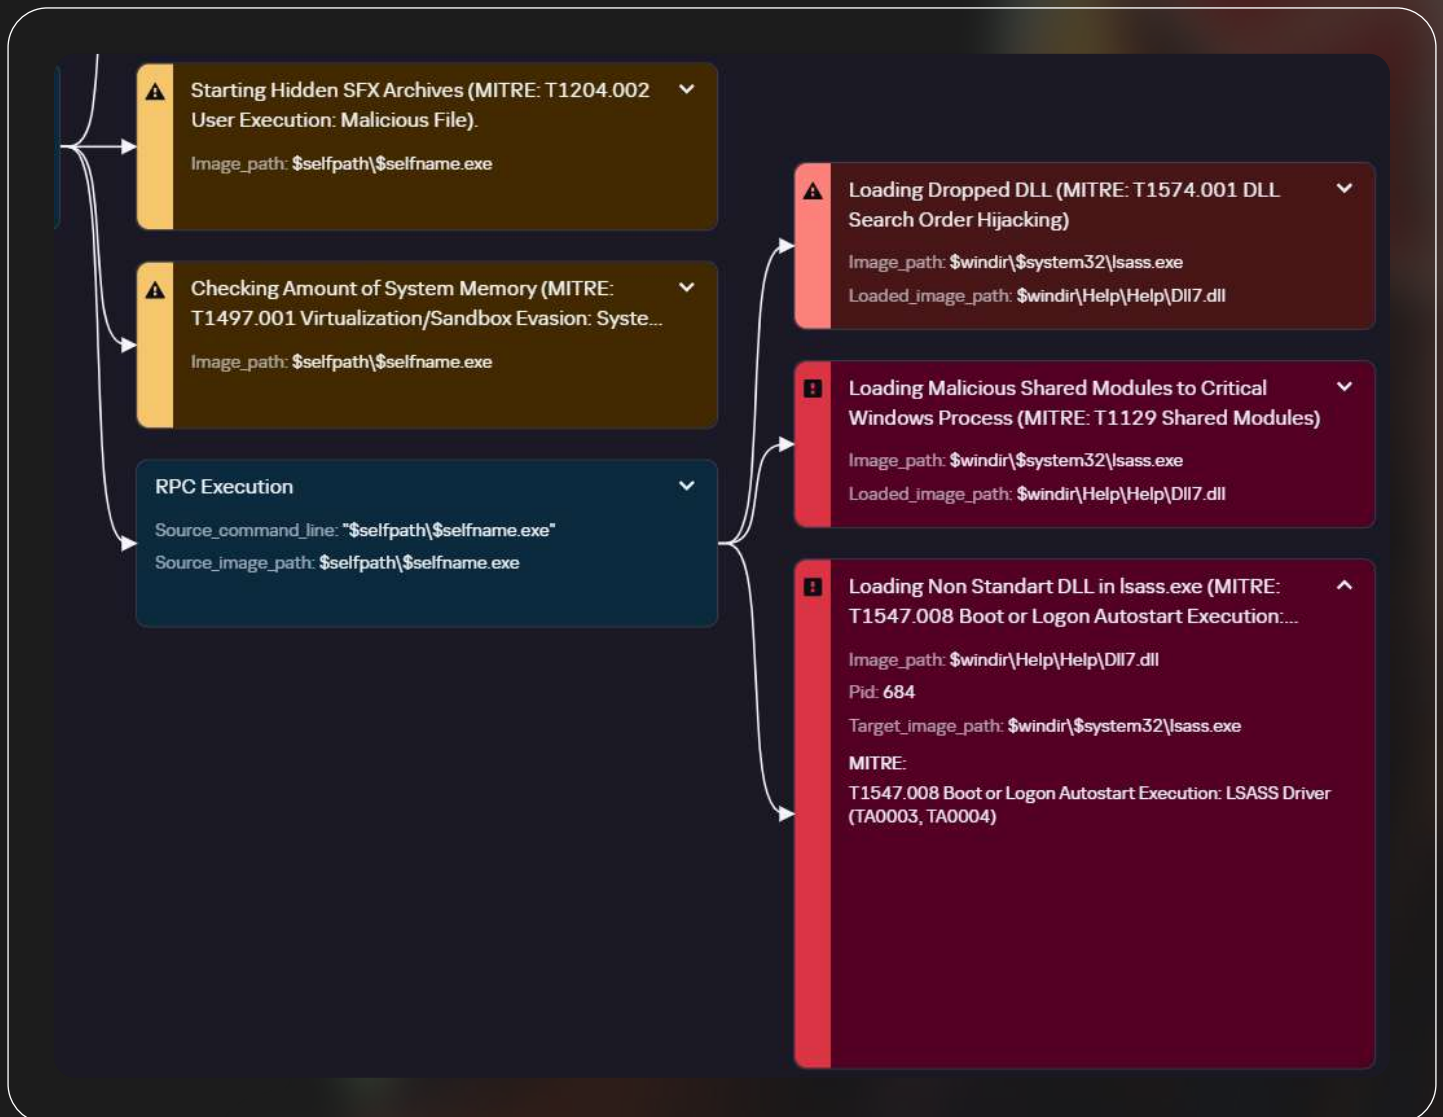 Starting Hidden SFX Archives (MITRE: T1204.002
User Execution: Malicious File).
Image_path: $selfpath\$selfname.exe
Checking Amount of System Memory (MITRE:
T1497.001 Virtualization/Sandbox Evasion: Syste...
Image_path: $selfpath\$selfname.exe
RPC Execution
Source_command_line: "$selfpath\$selfname.exe"
Source_image_path: $selfpath\$selfname.exe
Loading Dropped DLL (MITRE: T1574.001 DLL
Search Order Hijacking)
Image_path: $windir\$system32\lsass.exe
Loaded_image_path: $windir\Help\Help\Dll7.dll
Loading Malicious Shared Modules to Critical
Windows Process (MITRE: T1129 Shared Modules)
Image_path: $windir\$system32\lsass.exe
Loaded_image_path: $windir\Help\Help\Dll7.dll
Loading Non Standart DLL in lsass.exe (MITRE:
T1547.008 Boot or Logon Autostart Execution:...
Image_path: $windir\Help\Help\Dll7.dll
Pid: 684
Target_image_path: $windir\$system32\lsass.exe
MITRE:
T1547.008 Boot or Logon Autostart Execution: LSASS Driver
(TA0003, TA0004)